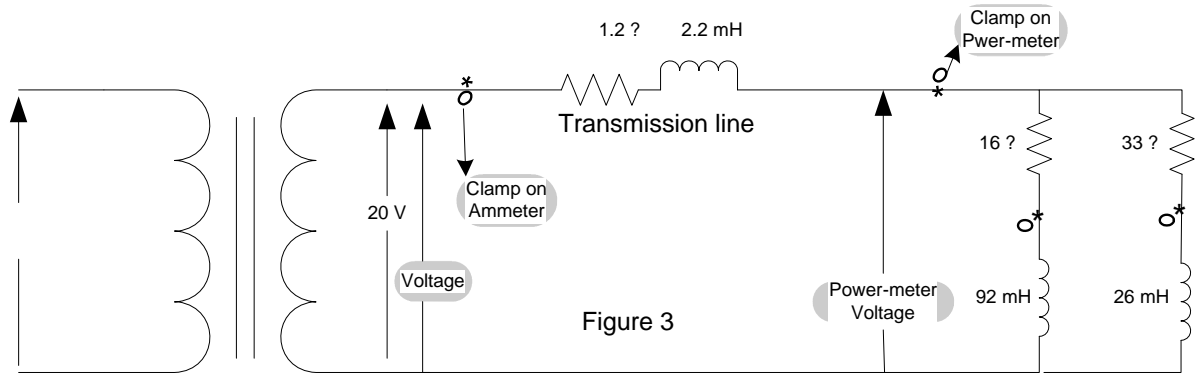 1.2 ?
2.2 mH
Clamp on
Pwer-meter
Transmission line
Clamp on
Ammeter
16 ?
33 ?
20 V
Voltage
Power-meter
Voltage
92 mH
26 mH
Figure 3